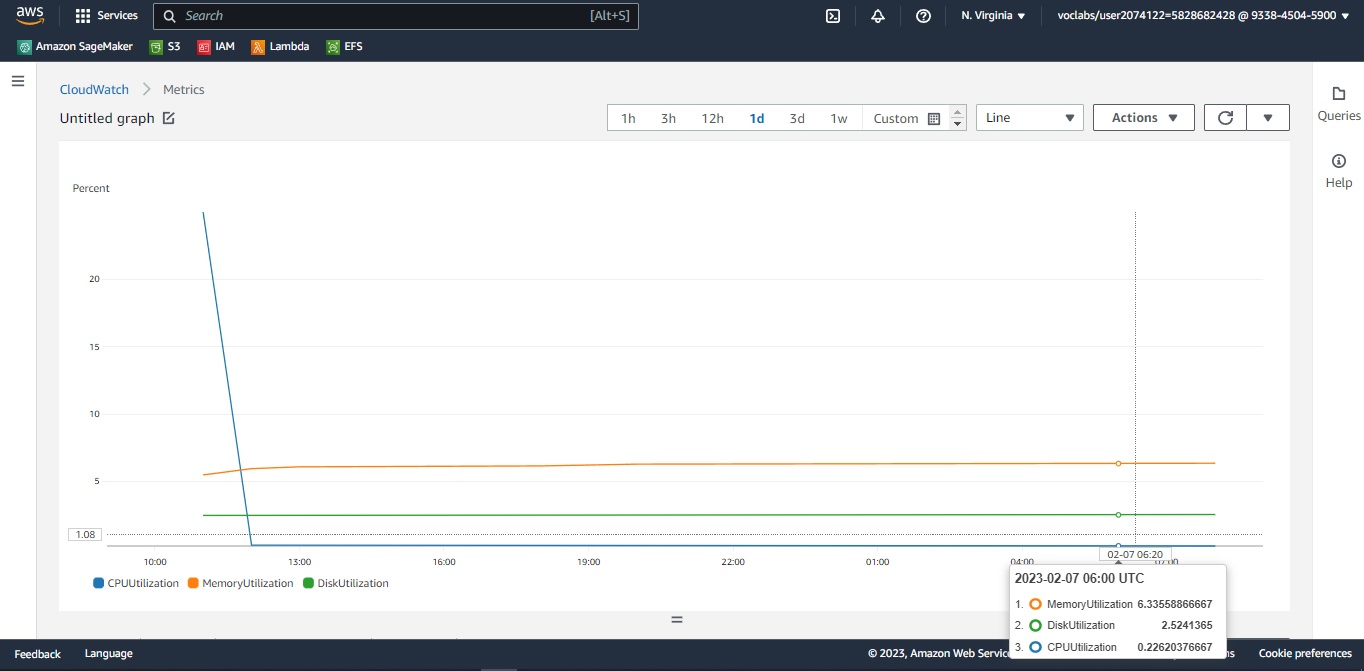 aws
Services
Search [Alt+S]
N. Virginia
voclabs/user2074122=5828682428 @ 9338-4504-5900
Amazon SageMaker S3 IAM Lambda EFS
CloudWatch Metrics
Untitled graph
1h 3h 12h 1d 3d 1w Custom
Line
Actions
Queries
Help
Percent
20
15
10
5
1.08
02-07 06:20
10:00 13:00 16:00 19:00 22:00 01:00 04:00 07:00
CPUUtilization MemoryUtilization DiskUtilization
2023-02-07 06:00 UTC
1. MemoryUtilization 6.33558866667
2. DiskUtilization 2.5241365
3. CPUUtilization 0.22620376667
Feedback Language
© 2023, Amazon Web Servic
Cookie preferences